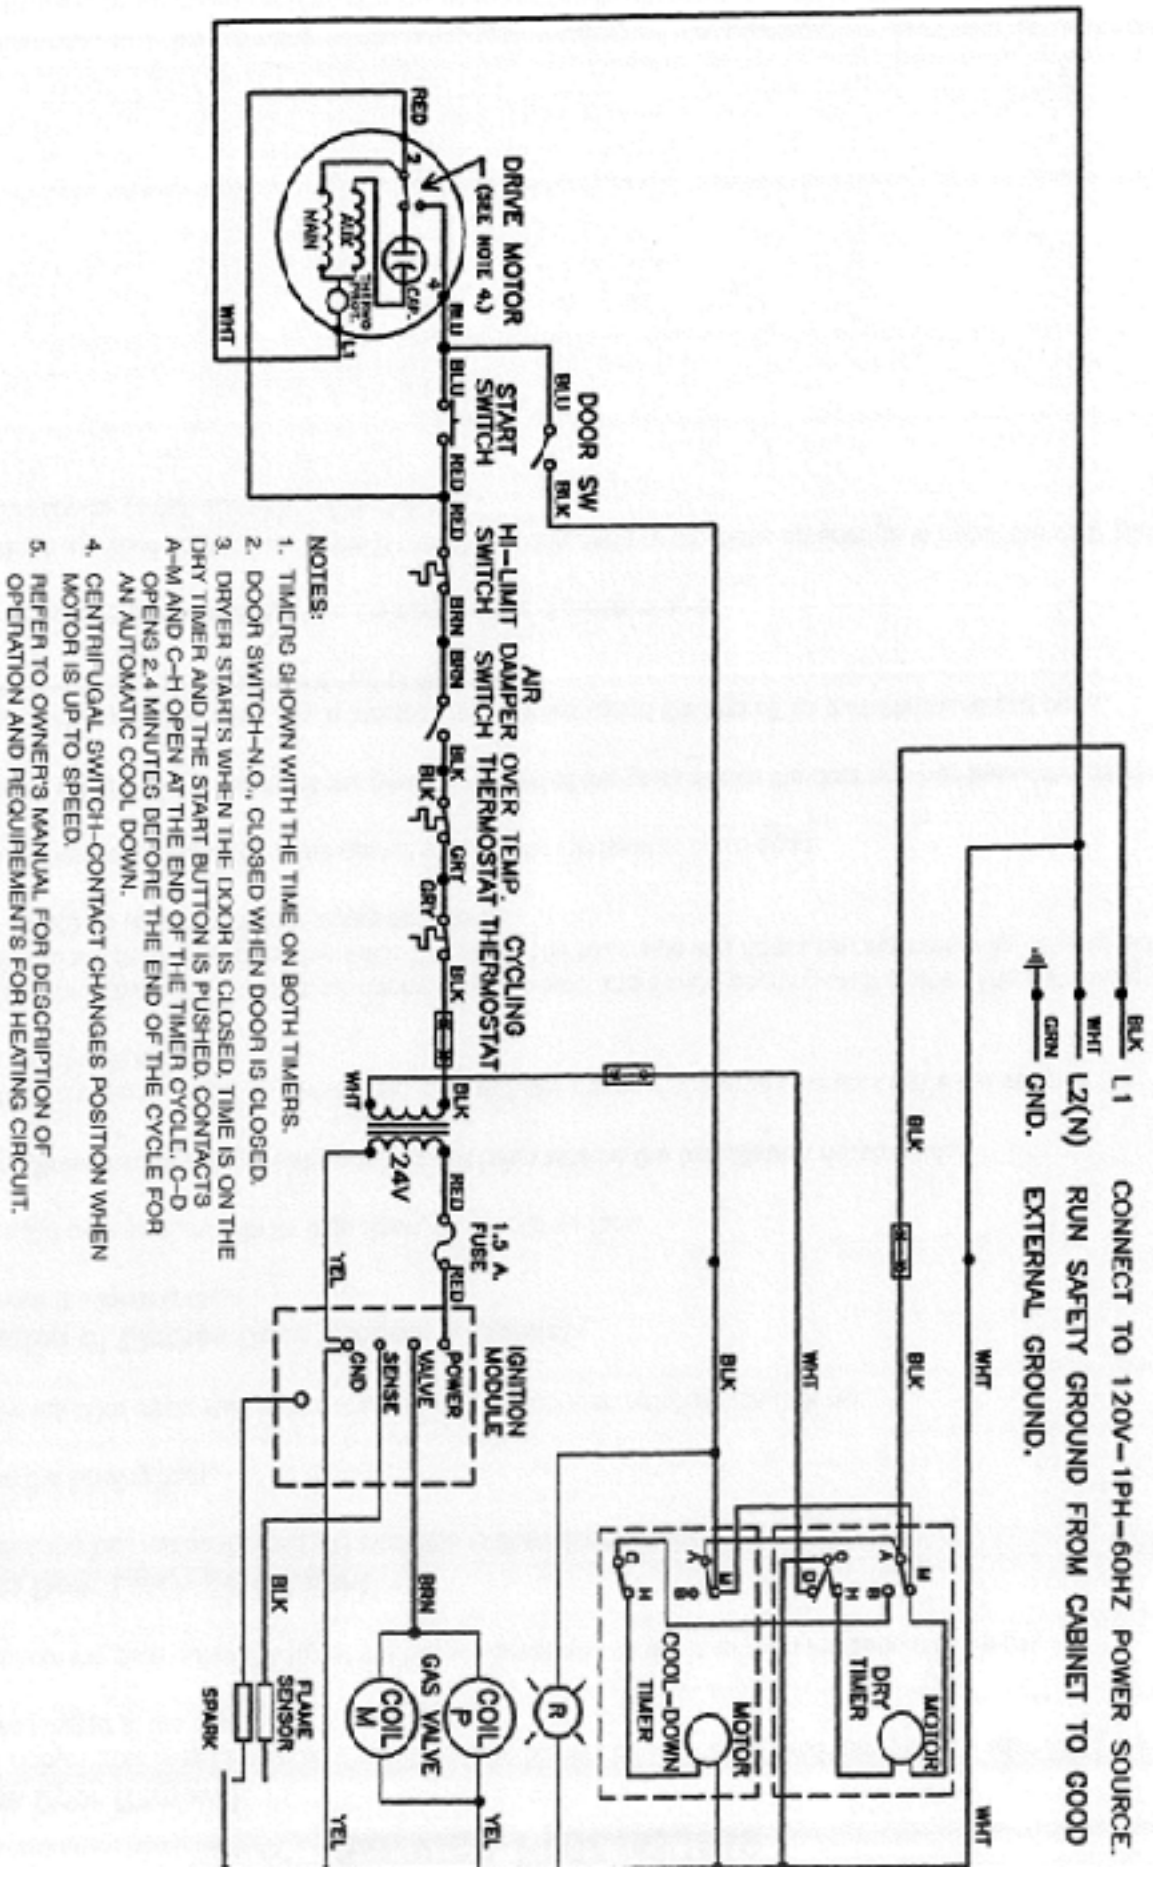 BLK L1 CONNECT TO 120V-1PH-60HZ POWER SOURCE.
WHT L2(N) RUN SAFETY GROUND FROM CABINET TO GOOD
GRN GND. EXTERNAL GROUND.
WHT
WHT
BLK
BLK
WHT
BLK
M
A
B
H
C
D
MOTOR
DRY
TIMER
M
A
B
H
C
MOTOR
COOL-DOWN
TIMER
R
DOOR SW
BLU
BLK
DRIVE MOTOR
(SEE NOTE 4.)
START
SWITCH
HI-LIMIT
SWITCH
AIR
DAMPER
SWITCH
OVER TEMP.
THERMOSTAT
CYCLING
THERMOSTAT
RED
2
4
CAP.
AUX
MAIN
THERMO
PROT.
L1
WHT
BLU
BLU
RED
RED
BRN
BRN
BLK
BLK
GRT
GRY
BLK
BLK
WHT
24V
RED
1.5 A.
FUSE
RED
YEL
IGNITION
MODULE
POWER
VALVE
SENSE
GND
BRN
BLK
GAS VALVE
COIL
P
COIL
M
FLAME
SENSOR
SPARK
YEL
YEL
NOTES:
1. TIMERS SHOWN WITH THE TIME ON BOTH TIMERS.
2. DOOR SWITCH-N.O., CLOSED WHEN DOOR IS CLOSED.
3. DRYER STARTS WHEN THE DOOR IS CLOSED, TIME IS ON THE
DRY TIMER AND THE START BUTTON IS PUSHED. CONTACTS
A-M AND C-H OPEN AT THE END OF THE TIMER CYCLE. C-D
OPENS 2.4 MINUTES BEFORE THE END OF THE CYCLE FOR
AN AUTOMATIC COOL DOWN.
4. CENTRIFUGAL SWITCH-CONTACT CHANGES POSITION WHEN
MOTOR IS UP TO SPEED.
5. REFER TO OWNER'S MANUAL FOR DESCRIPTION OF
OPERATION AND REQUIREMENTS FOR HEATING CIRCUIT.